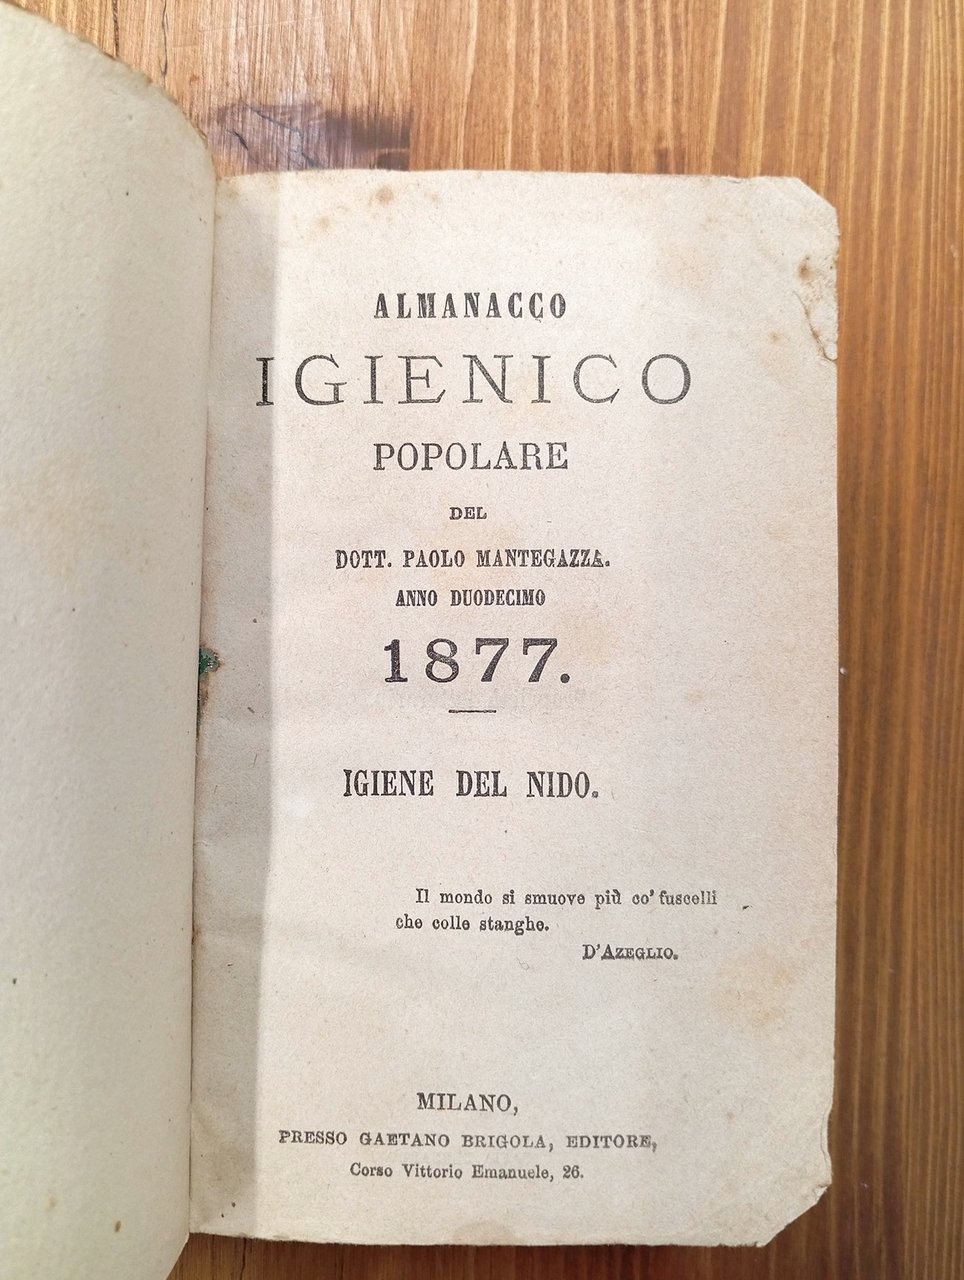 ALMANACCO
IGIENICO
POPOLARE
DEL
DOTT. PAOLO MANTEGAZZA.
ANNO DUODECIMO
1877.
IGIENE DEL NIDO.
Il mondo si smuove più co' fuscelli
che colle stanghe.
D'AZEGLIO.
MILANO,
PRESSO GAETANO BRIGOLA, EDITORE,
Corso Vittorio Emanuele, 26.